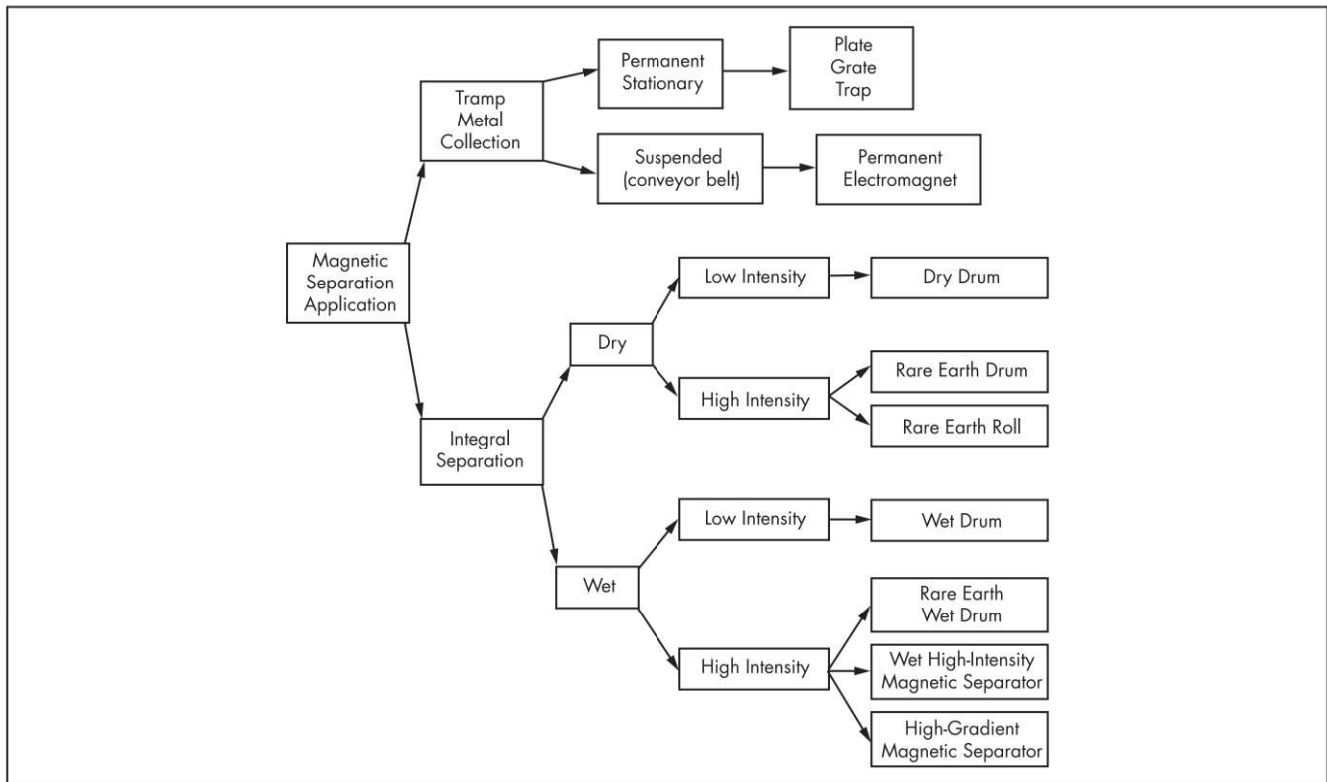 Plate
Grate
Trap
Permanent
Stationary
Tramp
Metal
Collection
Suspended
(conveyor belt)
Permanent
Electromagnet
Magnetic
Separation
Application
Low Intensity
Dry Drum
Dry
High Intensity
Rare Earth Drum
Rare Earth Roll
Integral
Separation
Low Intensity
Wet Drum
Wet
High Intensity
Rare Earth
Wet Drum
Wet High-Intensity
Magnetic Separator
High-Gradient
Magnetic Separator